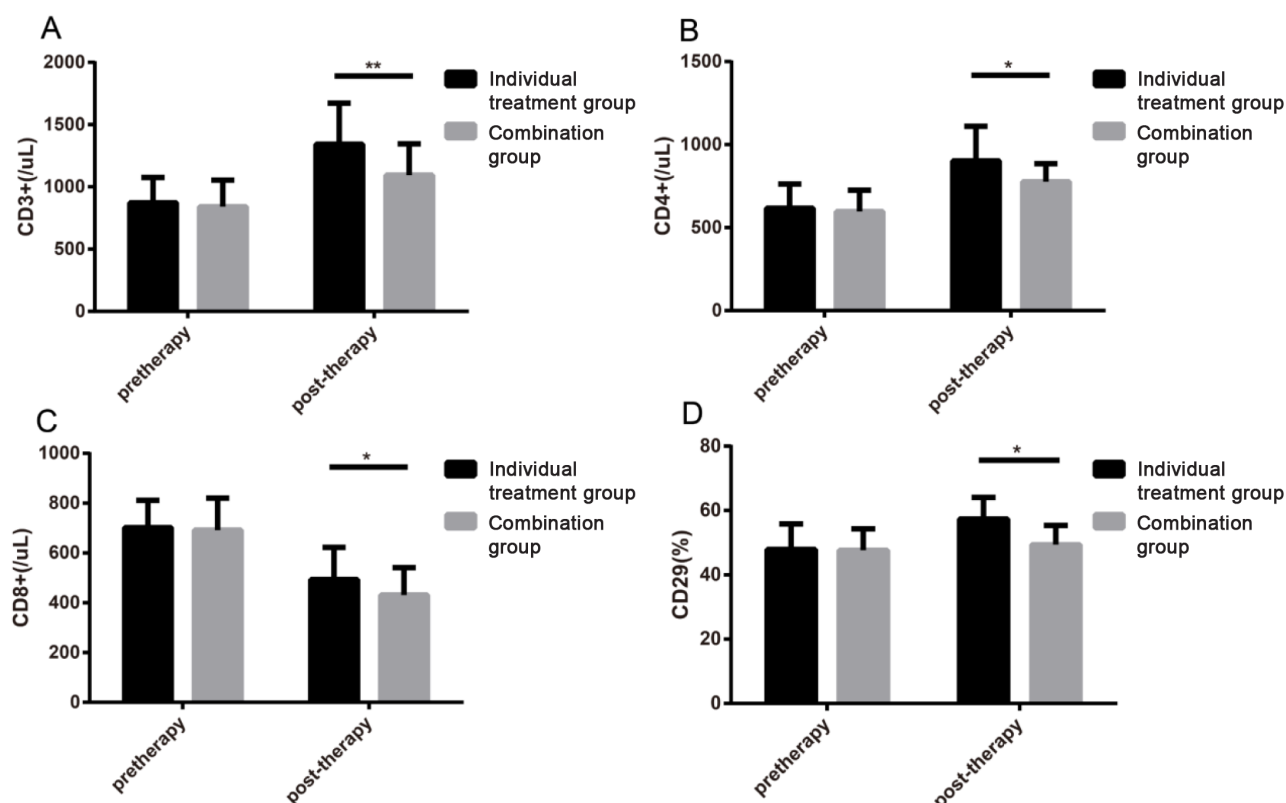 A
2000
1500
1000
500
0
CD3+(/uL)
**
Individual
treatment group
Combination
group
pretherapy
post-therapy
B
1500
1000
500
0
CD4+(/uL)
*
Individual
treatment group
Combination
group
pretherapy
post-therapy
C
1000
800
600
400
200
0
CD8+(/uL)
*
Individual
treatment group
Combination
group
pretherapy
post-therapy
D
80
60
40
20
0
CD29(%)
*
Individual
treatment group
Combination
group
pretherapy
post-therapy